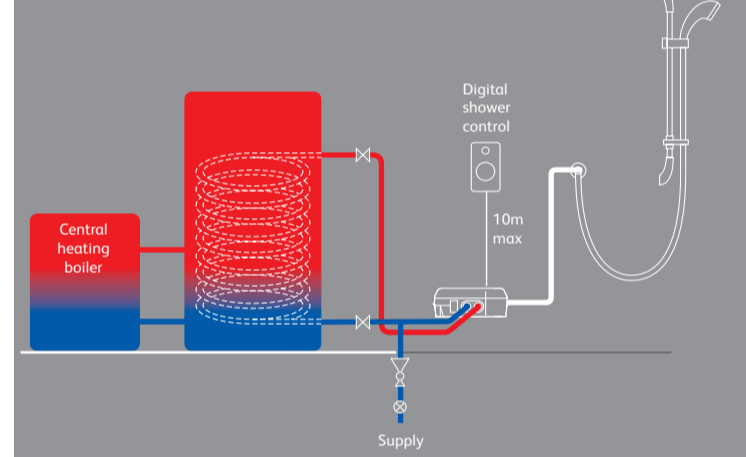 Digital
shower
control
10m
max
Central
heating
boiler
Supply